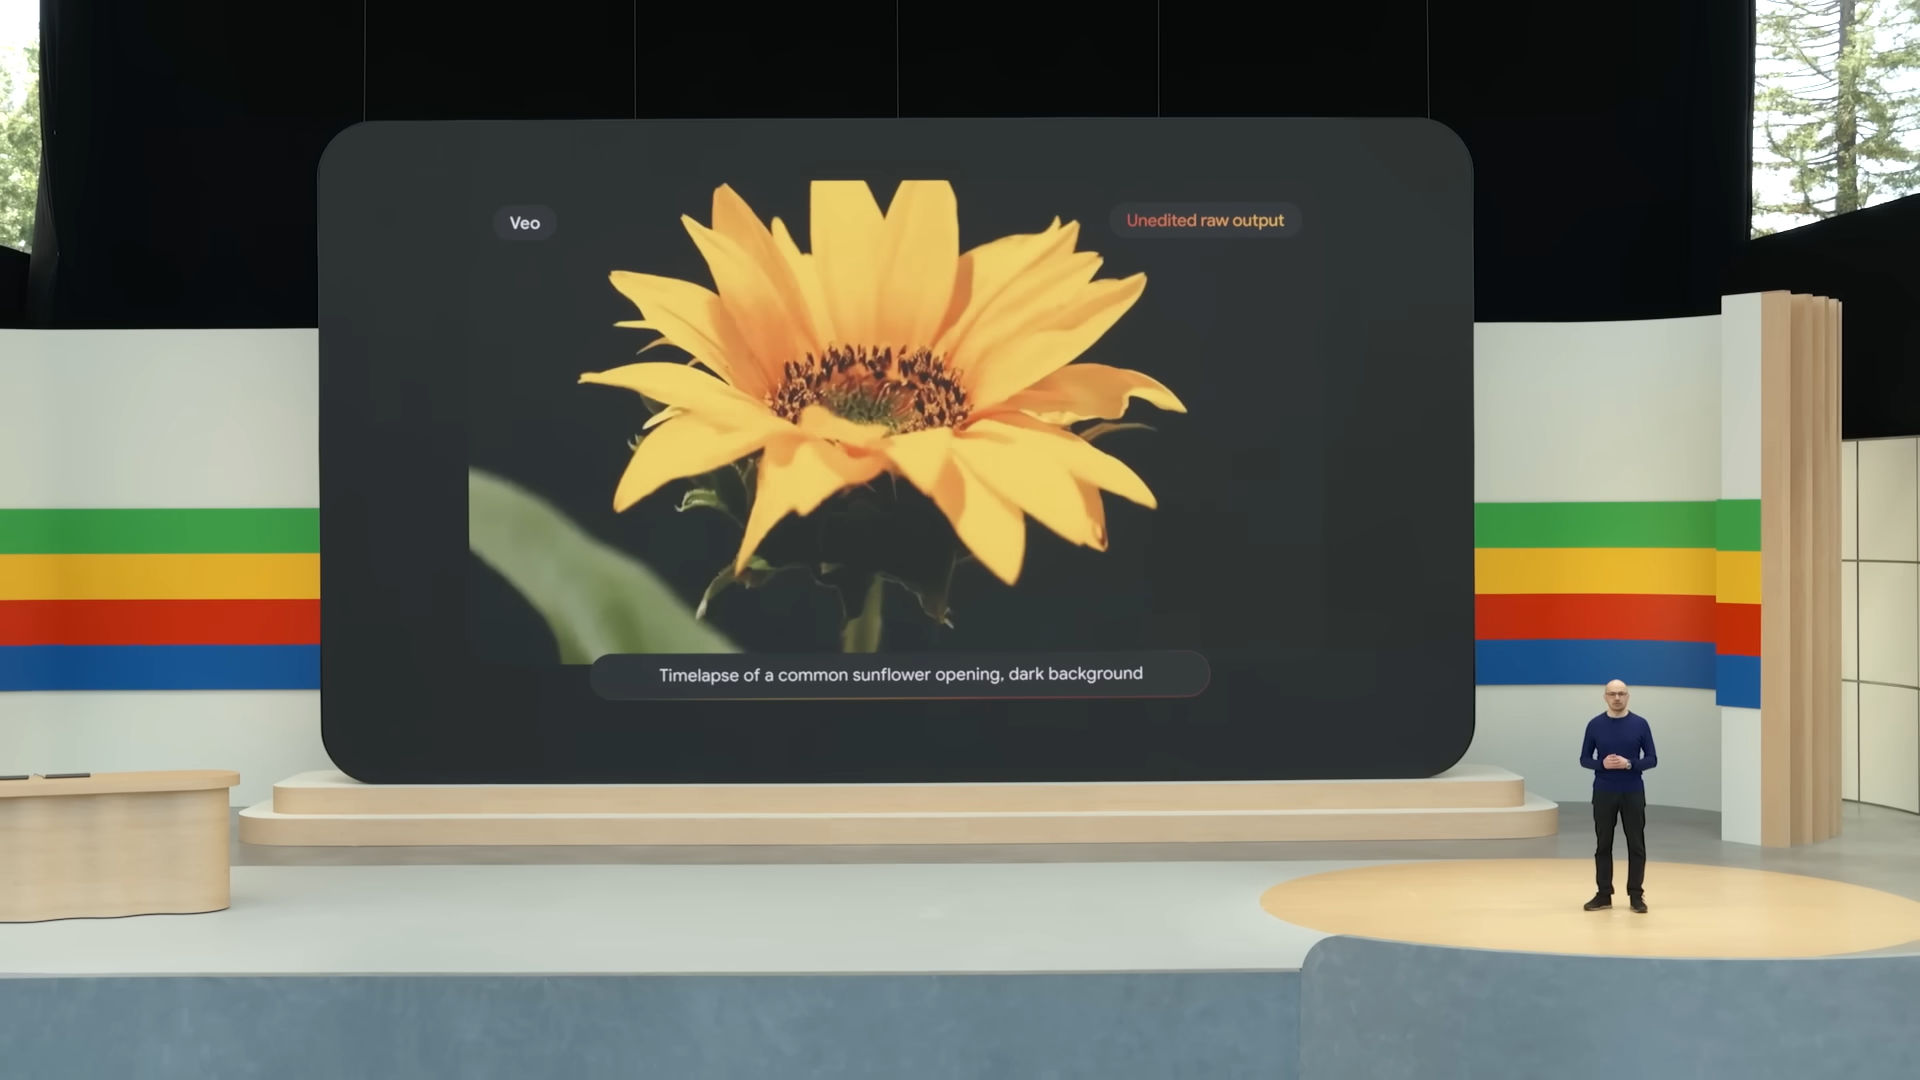 Veo
Unedited raw output
Timelapse of a common sunflower opening, dark background